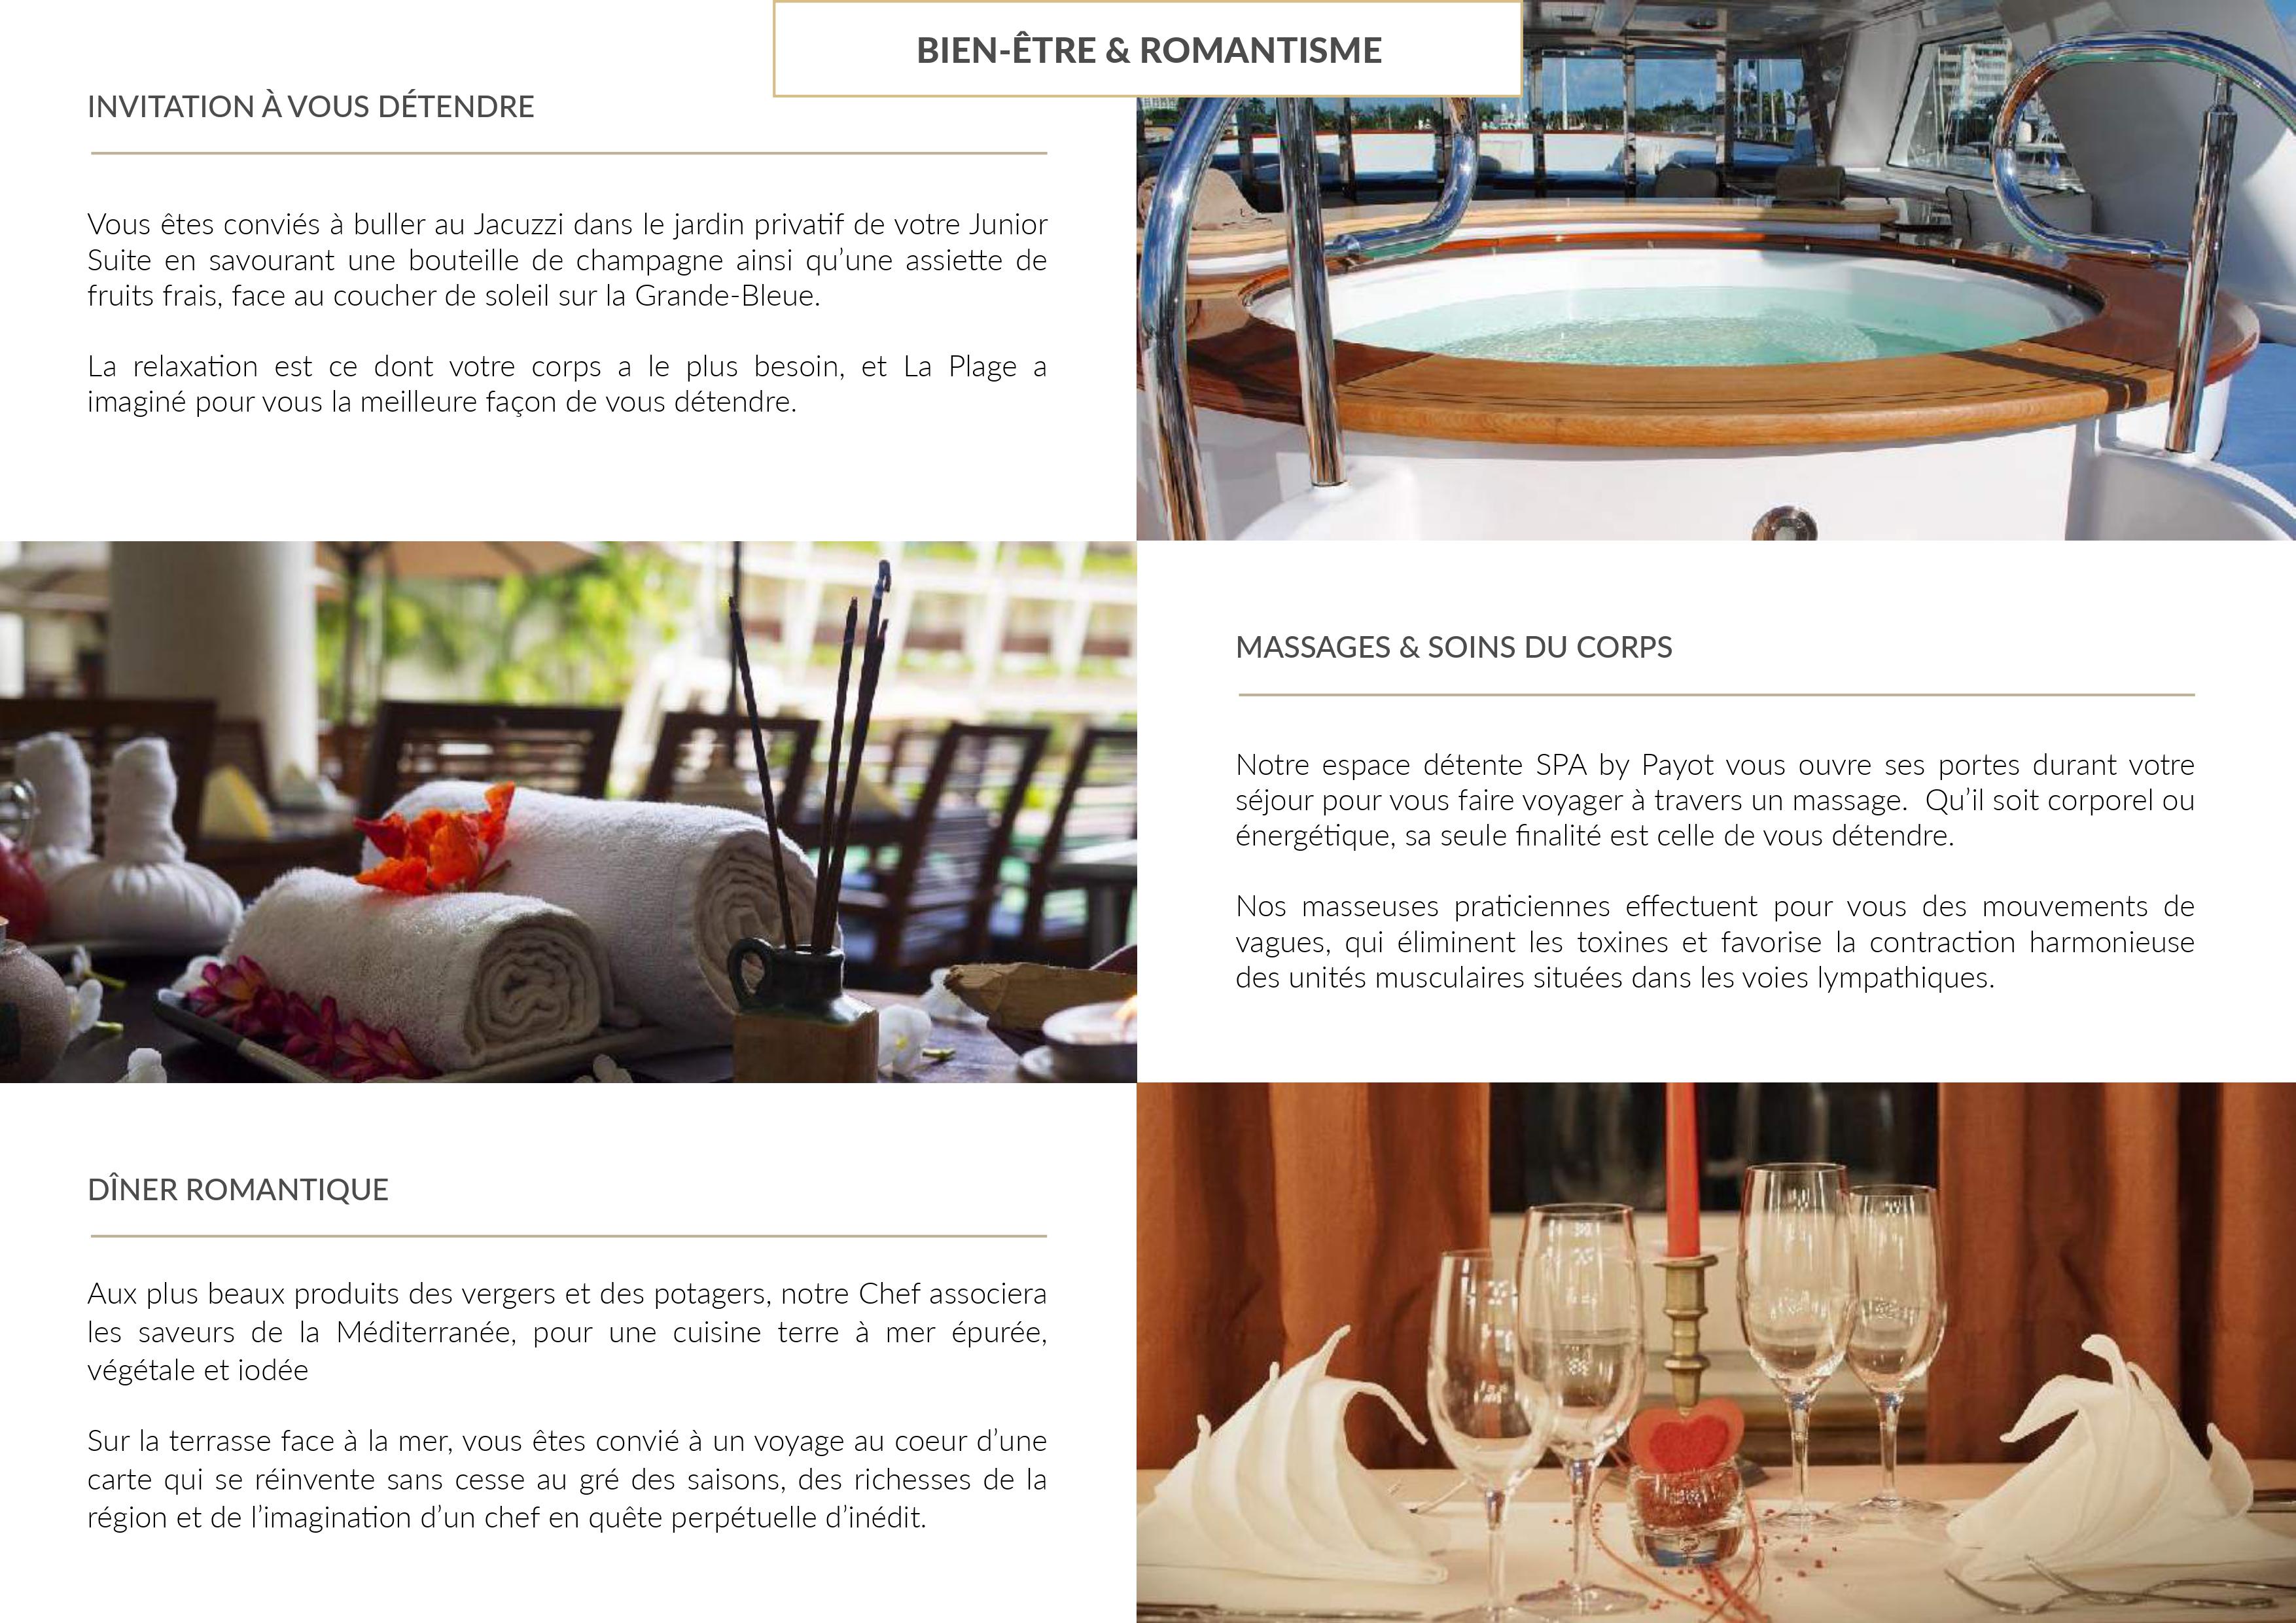 BIEN-ÊTRE & ROMANTISME
INVITATION À VOUS DÉTENDRE
Vous êtes conviés à buller au Jacuzzi dans le jardin privatif de votre Junior
Suite en savourant une bouteille de champagne ainsi qu’une assiette de
fruits frais, face au coucher de soleil sur la Grande-Bleue.
La relaxation est ce dont votre corps a le plus besoin, et La Plage a
imaginé pour vous la meilleure façon de vous détendre.
MASSAGES & SOINS DU CORPS
Notre espace détente SPA by Payot vous ouvre ses portes durant votre
séjour pour vous faire voyager à travers un massage.  Qu’il soit corporel ou
énergétique, sa seule finalité est celle de vous détendre.
Nos masseuses praticiennes effectuent pour vous des mouvements de
vagues, qui éliminent les toxines et favorise la contraction harmonieuse
des unités musculaires situées dans les voies lympathiques.
DÎNER ROMANTIQUE
Aux plus beaux produits des vergers et des potagers, notre Chef associera
les saveurs de la Méditerranée, pour une cuisine terre à mer épurée,
végétale et iodée
Sur la terrasse face à la mer, vous êtes convié à un voyage au coeur d’une
carte qui se réinvente sans cesse au gré des saisons, des richesses de la
région et de l’imagination d’un chef en quête perpétuelle d’inédit.